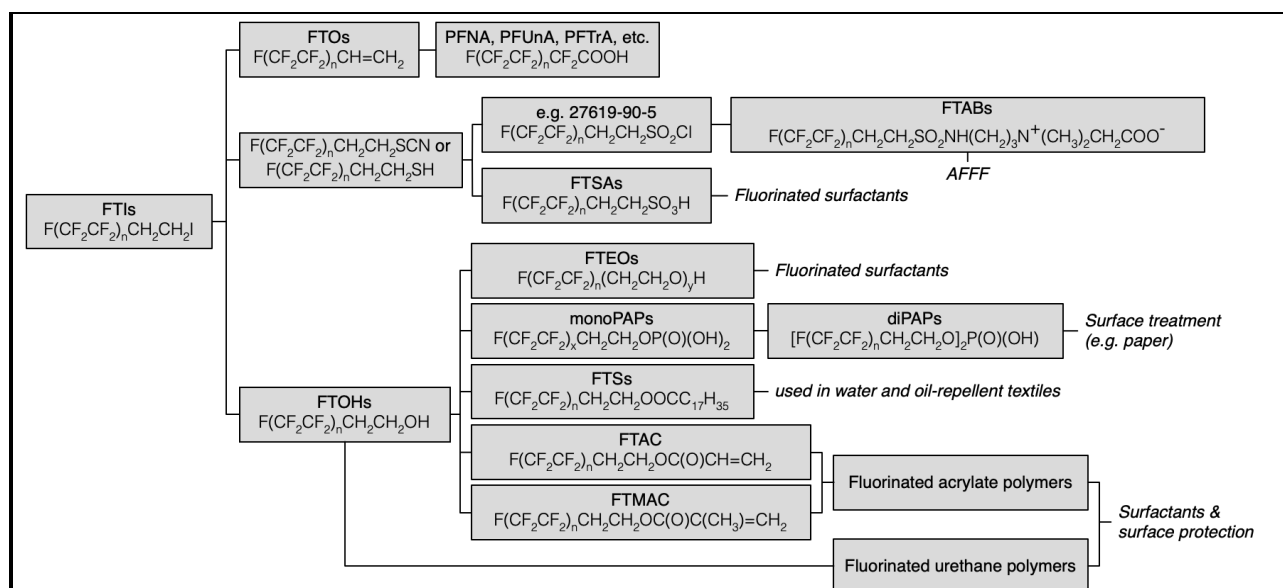 FTOs
F(CF₂CF₂)ₙCH=CH₂
PFNA, PFUnA, PFTrA, etc.
F(CF₂CF₂)ₙCF₂COOH
e.g. 27619-90-5
F(CF₂CF₂)ₙCH₂CH₂SO₂Cl
FTABs
F(CF₂CF₂)ₙCH₂CH₂SO₂NH(CH₂)₃N⁺(CH₃)₂CH₂COO⁻
AFFF
F(CF₂CF₂)ₙCH₂CH₂SCN or
F(CF₂CF₂)ₙCH₂CH₂SH
FTSAs
F(CF₂CF₂)ₙCH₂CH₂SO₃H
Fluorinated surfactants
FTIs
F(CF₂CF₂)ₙCH₂CH₂I
FTEOs
F(CF₂CF₂)ₙ(CH₂CH₂O)ᵧH
Fluorinated surfactants
monoPAPs
F(CF₂CF₂)ₓCH₂CH₂OP(O)(OH)₂
diPAPs
[F(CF₂CF₂)ₙCH₂CH₂O]₂P(O)(OH)
Surface treatment
(e.g. paper)
FTSs
F(CF₂CF₂)ₙCH₂CH₂OOCC₁₇H₃₅
used in water and oil-repellent textiles
FTOHs
F(CF₂CF₂)ₙCH₂CH₂OH
FTAC
F(CF₂CF₂)ₙCH₂CH₂OC(O)CH=CH₂
FTMAC
F(CF₂CF₂)ₙCH₂CH₂OC(O)C(CH₃)=CH₂
Fluorinated acrylate polymers
Surfactants &
surface protection
Fluorinated urethane polymers